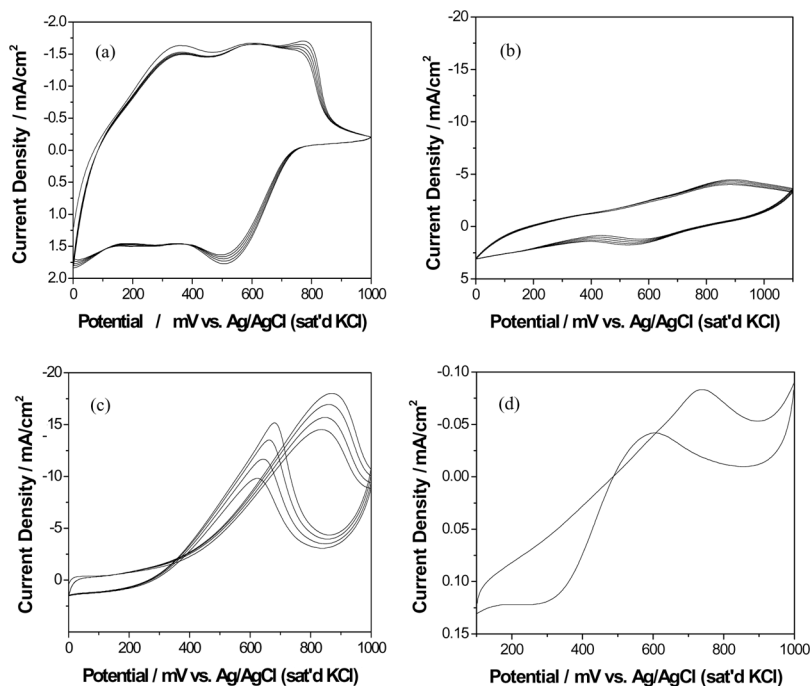 (a)
-2.0
-1.5
-1.0
-0.5
0.0
0.5
1.0
1.5
2.0
Current Density / mA/cm²
0 200 400 600 800 1000
Potential / mV vs. Ag/AgCl (sat'd KCl)
(b)
-20
-15
-10
-5
0
5
Current Density / mA/cm²
0 200 400 600 800 1000
Potential / mV vs. Ag/AgCl (sat'd KCl)
(c)
-20
-15
-10
-5
0
Current Density / mA/cm²
0 200 400 600 800 1000
Potential / mV vs. Ag/AgCl (sat'd KCl)
(d)
-0.10
-0.05
0.00
0.05
0.10
0.15
Current Density / mA/cm²
200 400 600 800 1000
Potential / mV vs. Ag/AgCl (sat'd KCl)